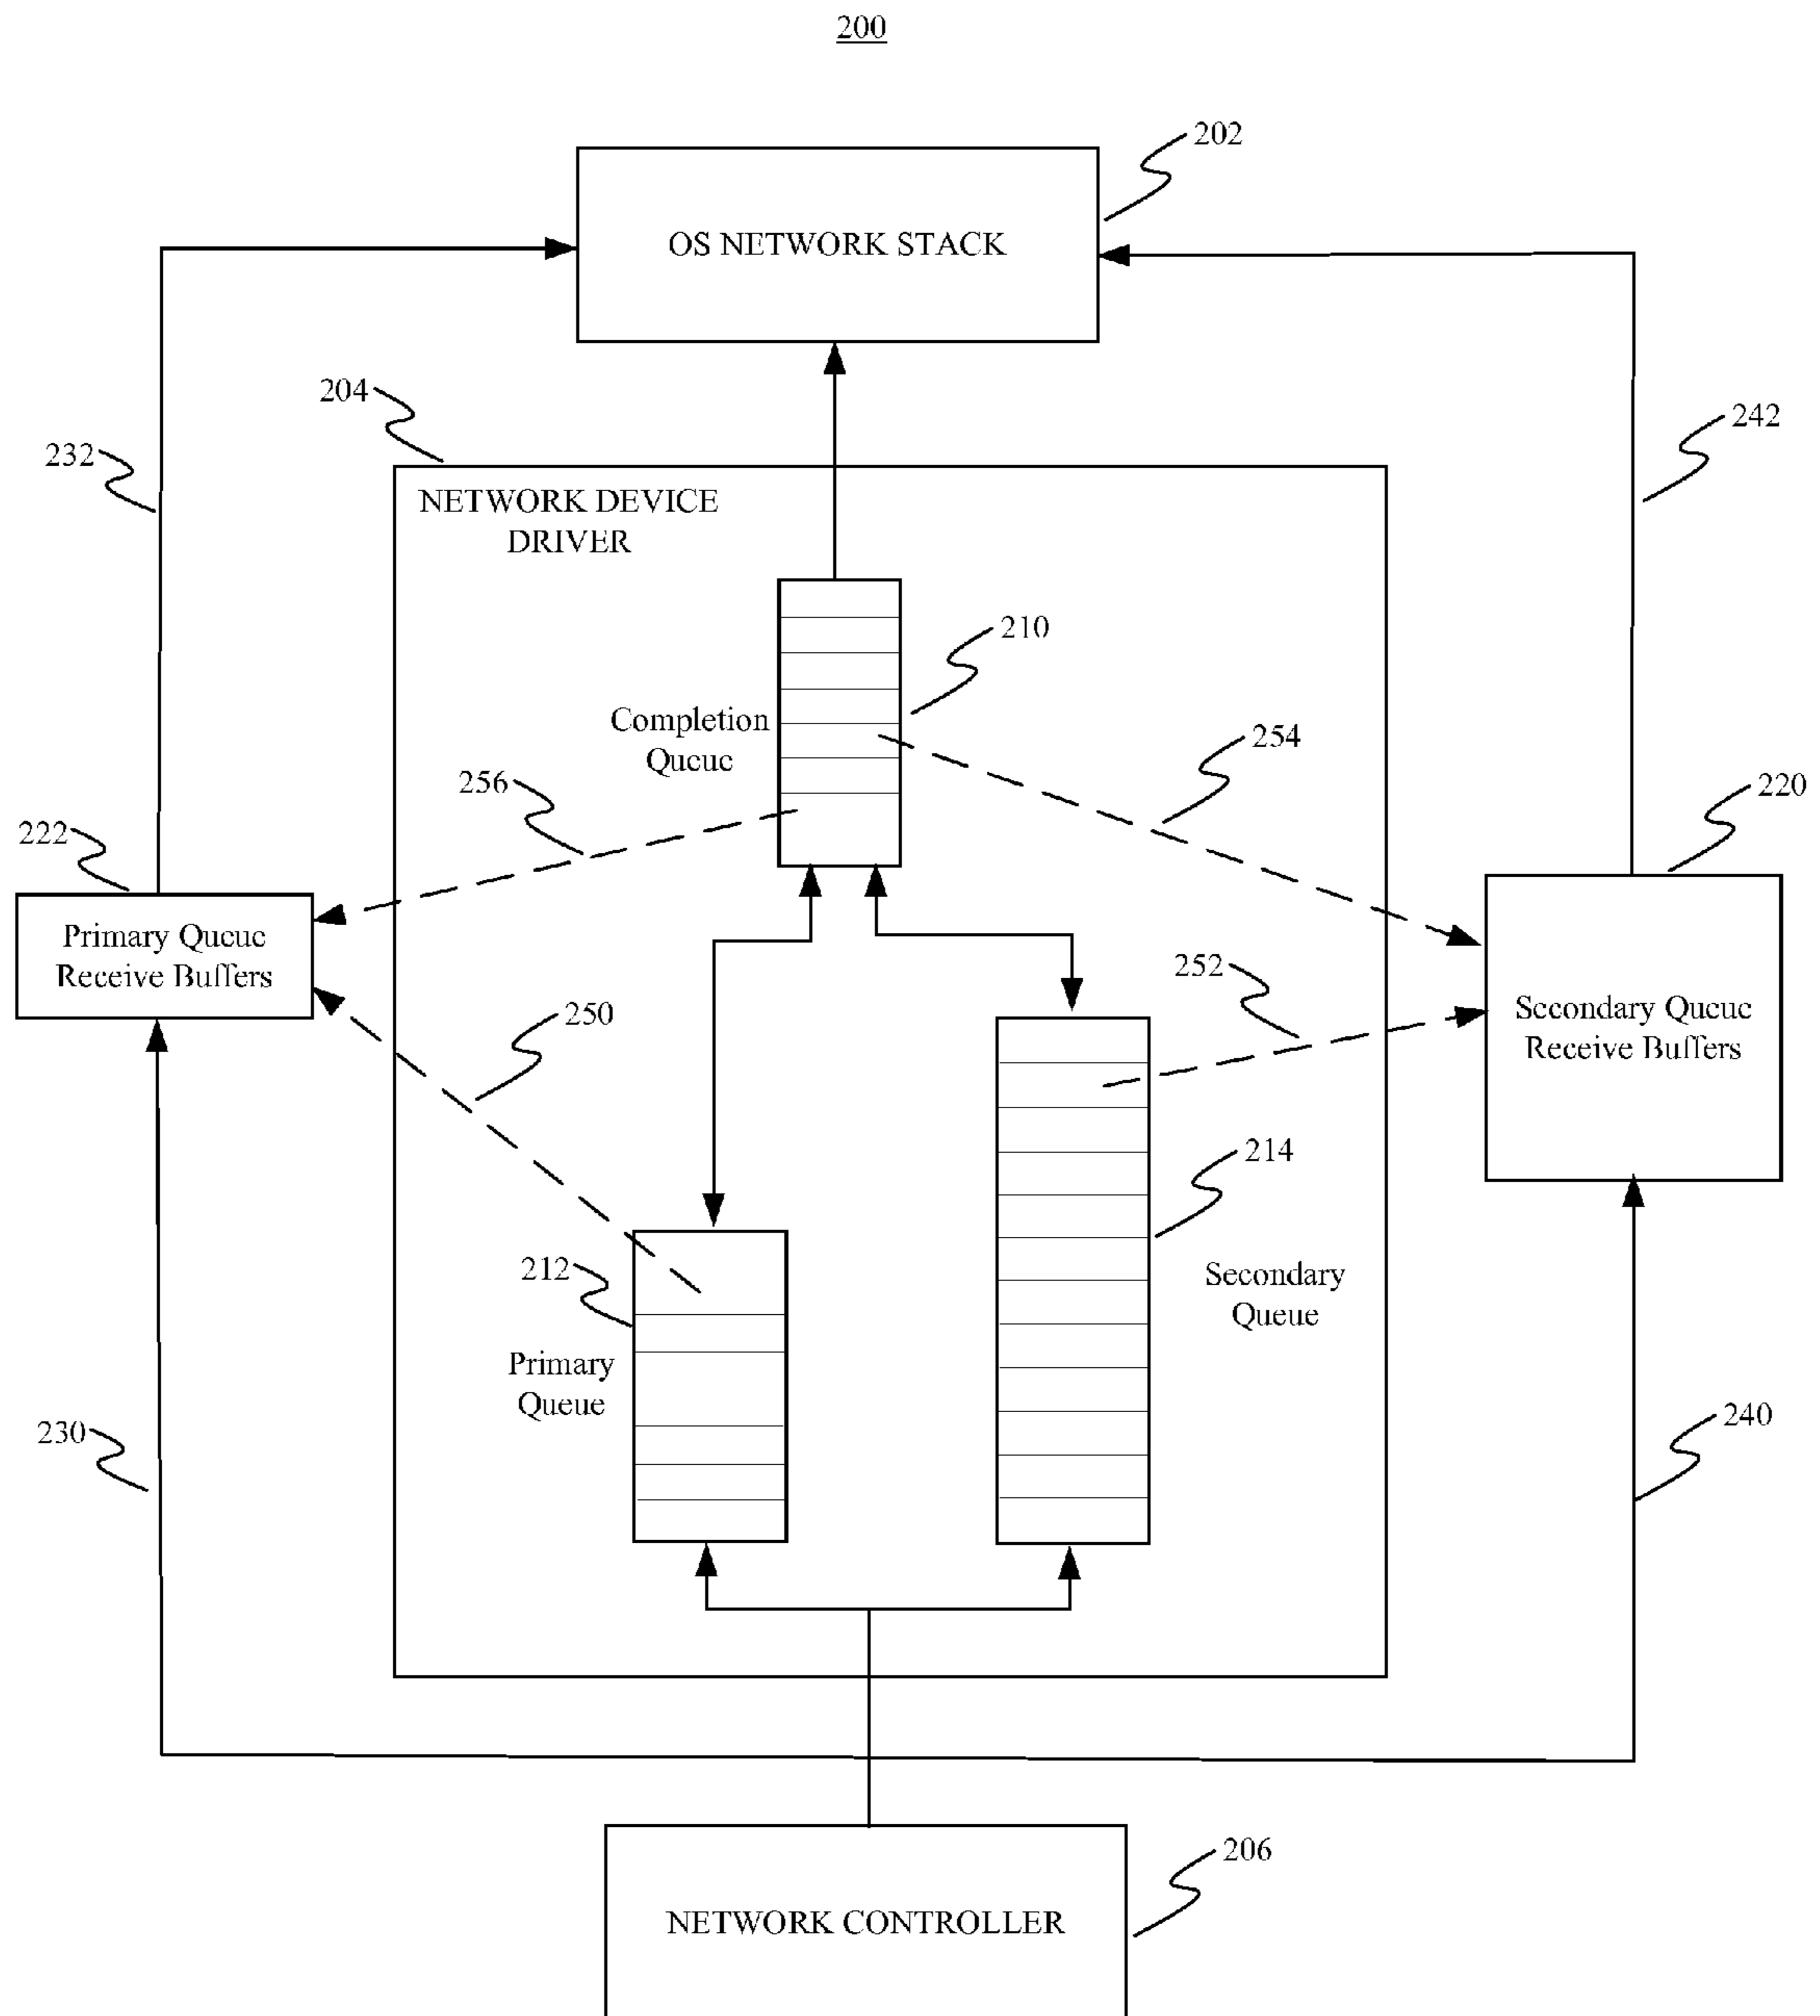 200
202
OS NETWORK STACK
204
232
242
NETWORK DEVICE
DRIVER
210
Completion
Queue
254
256
220
222
Primary Queue
Receive Buffers
252
250
Secondary Queue
Receive Buffers
214
212
Secondary
Queue
Primary
Queue
230
240
206
NETWORK CONTROLLER